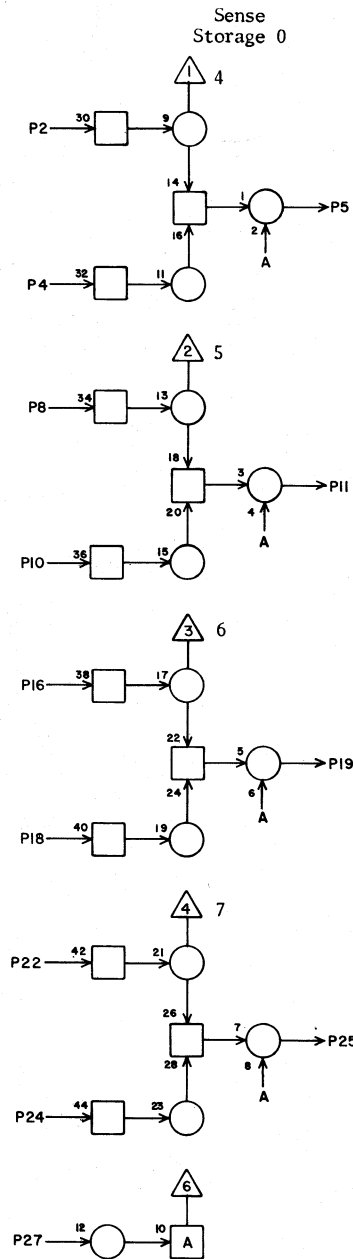 Sense
Storage 0
1 4
P2 30 9
14 1 P5
16 2
P4 32 11 A
2 5
P8 34 13
18 3 P11
20 4
P10 36 15 A
3 6
P16 38 17
22 5 P19
24 6
P18 40 19 A
4 7
P22 42 21
26 7 P25
28 8
P24 44 23 A
6
P27 12 10 A